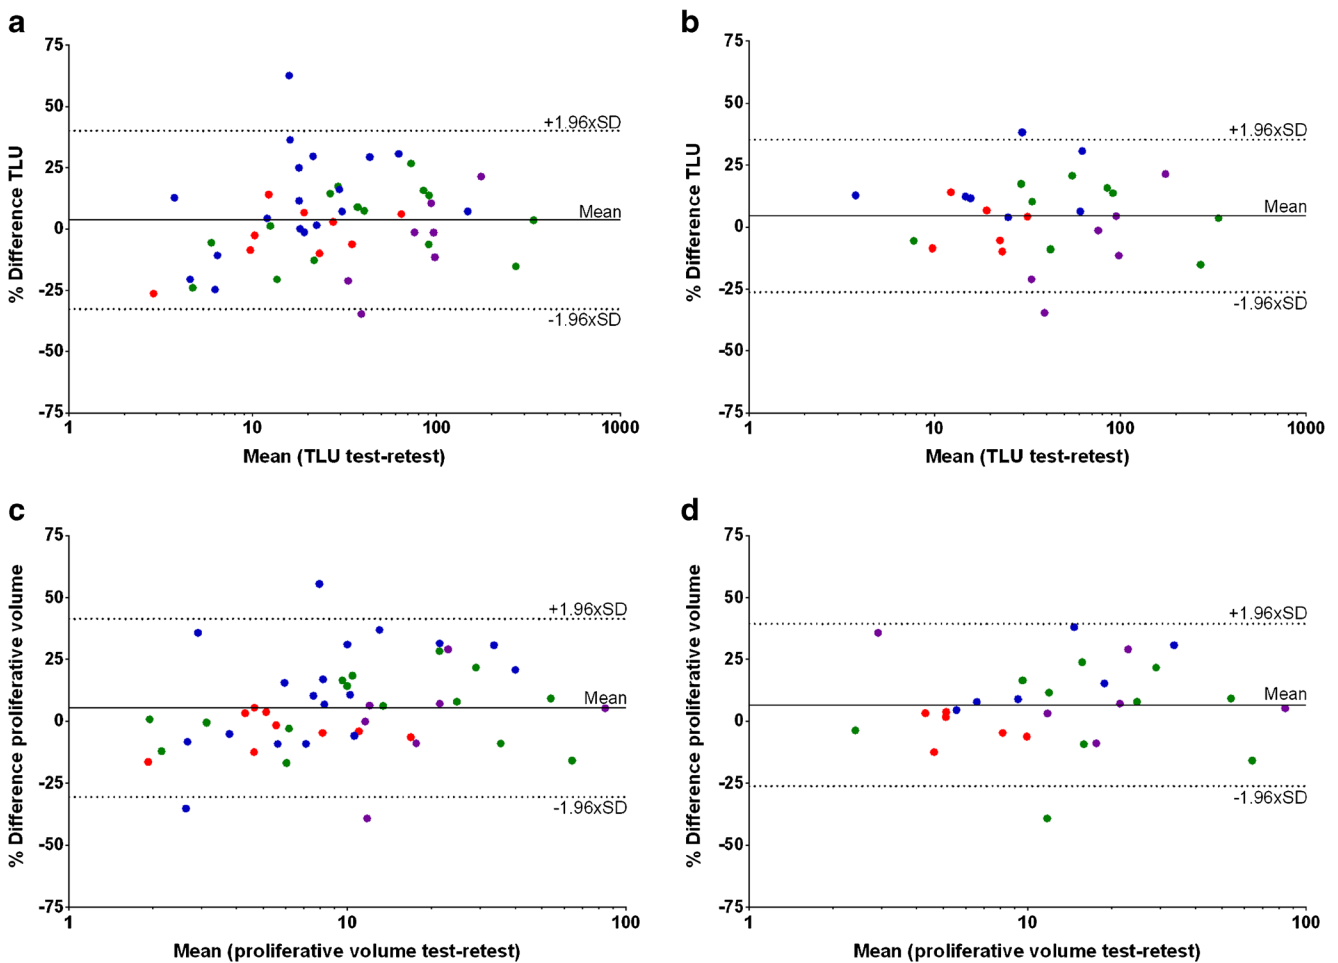 a
75
50
25
0
-25
-50
-75
% Difference TLU
+1.96xSD
Mean
-1.96xSD
1 10 100 1000
Mean (TLU test-retest)
b
75
50
25
0
-25
-50
-75
% Difference TLU
+1.96xSD
Mean
-1.96xSD
1 10 100 1000
Mean (TLU test-retest)
c
75
50
25
0
-25
-50
-75
% Difference proliferative volume
+1.96xSD
Mean
-1.96xSD
1 10 100
Mean (proliferative volume test-retest)
d
75
50
25
0
-25
-50
-75
% Difference proliferative volume
+1.96xSD
Mean
-1.96xSD
1 10 100
Mean (proliferative volume test-retest)